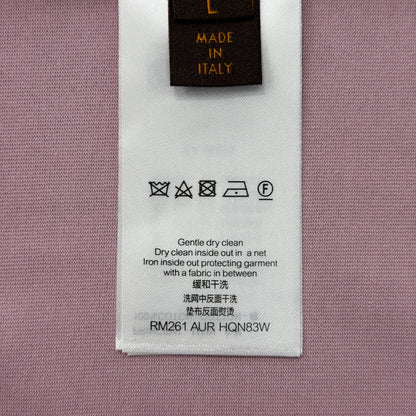 L
MADE
IN
ITALY
F
Gentle dry clean
Dry clean inside out in a net
Iron inside out protecting garment
with a fabric in between
缓和干洗
洗网中反面干洗
垫布反面熨烫
RM261 AUR HQN83W